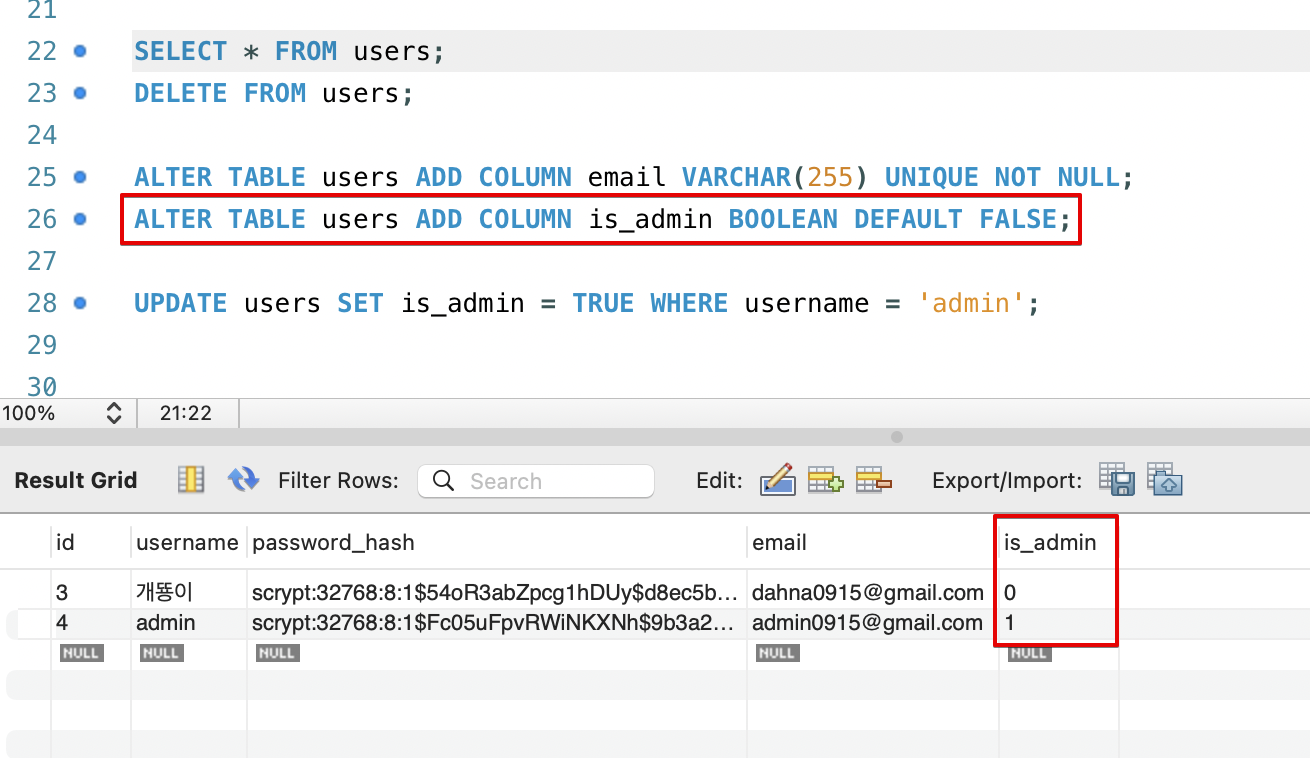 21
22 SELECT * FROM users;
23 DELETE FROM users;
24
25 ALTER TABLE users ADD COLUMN email VARCHAR(255) UNIQUE NOT NULL;
26 ALTER TABLE users ADD COLUMN is_admin BOOLEAN DEFAULT FALSE;
27
28 UPDATE users SET is_admin = TRUE WHERE username = 'admin';
29
30
100% 21:22
Result Grid Filter Rows: Search Edit: Export/Import:
id username password_hash email is_admin
3 개똥이 scrypt:32768:8:1$54oR3abZpcg1hDUy$d8ec5b... dahna0915@gmail.com 0
4 admin scrypt:32768:8:1$Fc05uFpvRWiNKXNh$9b3a2... admin0915@gmail.com 1
NULL NULL NULL NULL NULL